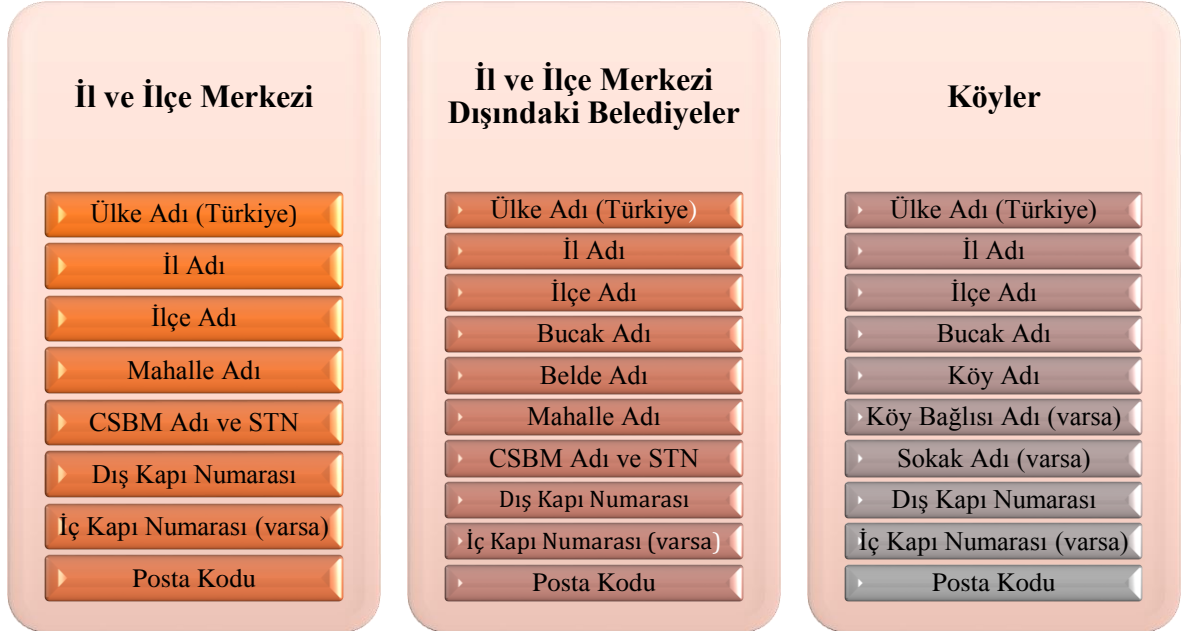 İl ve İlçe Merkezi
Ülke Adı (Türkiye)
İl Adı
İlçe Adı
Mahalle Adı
CSBM Adı ve STN
Dış Kapı Numarası
İç Kapı Numarası (varsa)
Posta Kodu
İl ve İlçe Merkezi
Dışındaki Belediyeler
Ülke Adı (Türkiye)
İl Adı
İlçe Adı
Bucak Adı
Belde Adı
Mahalle Adı
CSBM Adı ve STN
Dış Kapı Numarası
İç Kapı Numarası (varsa)
Posta Kodu
Köyler
Ülke Adı (Türkiye)
İl Adı
İlçe Adı
Bucak Adı
Köy Adı
Köy Bağlısı Adı (varsa)
Sokak Adı (varsa)
Dış Kapı Numarası
İç Kapı Numarası (varsa)
Posta Kodu